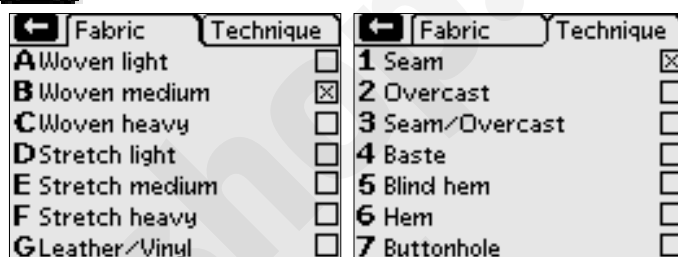 Fabric Technique
A Woven light
B Woven medium
C Woven heavy
D Stretch light
E Stretch medium
F Stretch heavy
G Leather/Vinyl
Fabric Technique
1 Seam
2 Overcast
3 Seam/Overcast
4 Baste
5 Blind hem
6 Hem
7 Buttonhole